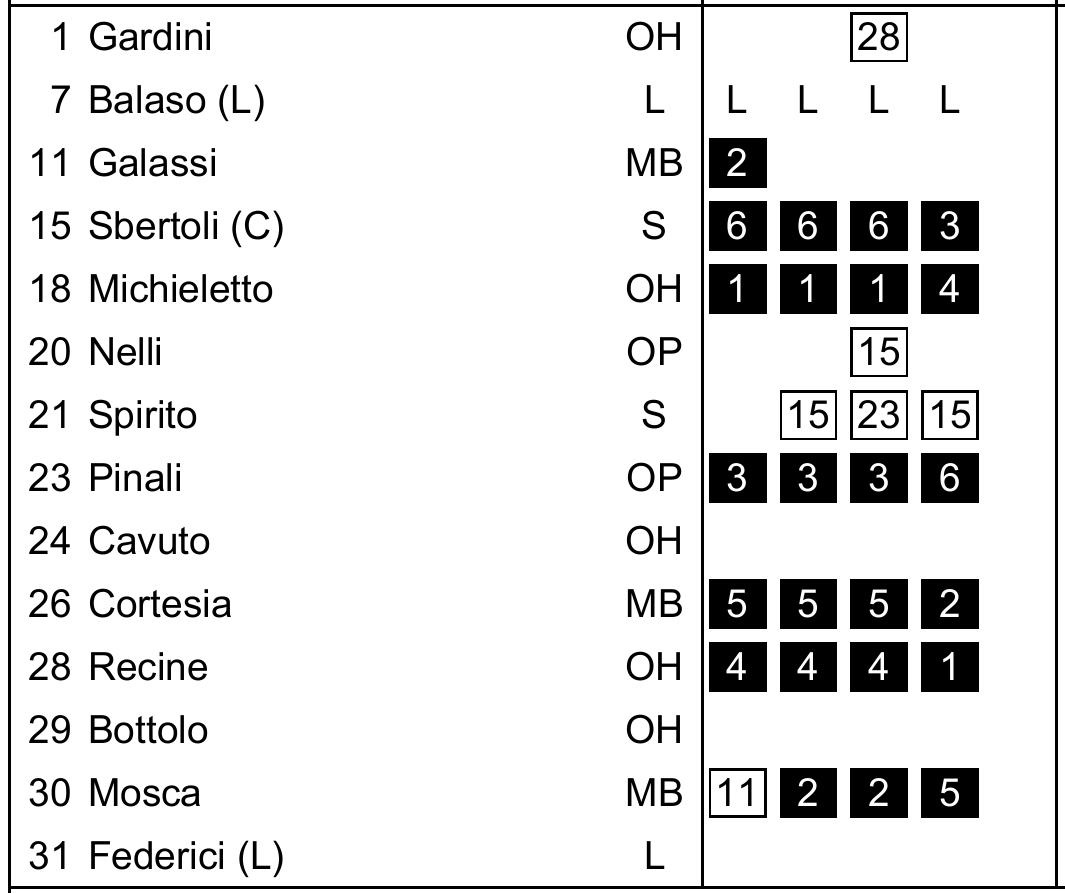 1 Gardini OH 28
7 Balaso (L) L L L L L
11 Galassi MB 2
15 Sbertoli (C) S 6 6 6 3
18 Michieletto OH 1 1 1 4
20 Nelli OP 15
21 Spirito S 15 23 15
23 Pinali OP 3 3 3 6
24 Cavuto OH
26 Cortesia MB 5 5 5 2
28 Recine OH 4 4 4 1
29 Bottolo OH
30 Mosca MB 11 2 2 5
31 Federici (L) L